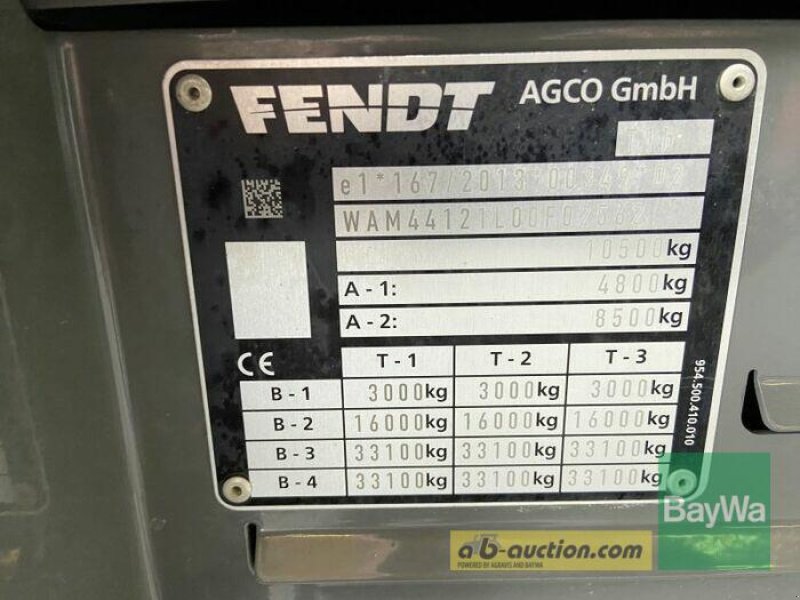 FENDT AGCO GmbH
e1*167/2013*
10500kg
A - 1: 4800kg
A - 2: 8500kg
T - 1 T - 2 T - 3
B - 1 3000kg 3000kg 3000kg
B - 2 16000kg 16000kg 16000kg
B - 3 33100kg 33100kg 33100kg
B - 4 33100kg 33100kg 33100kg
CE
954.500.410.010
BayWa
ab-auction.com
POWERED BY AGRAVIS AND BAYWA